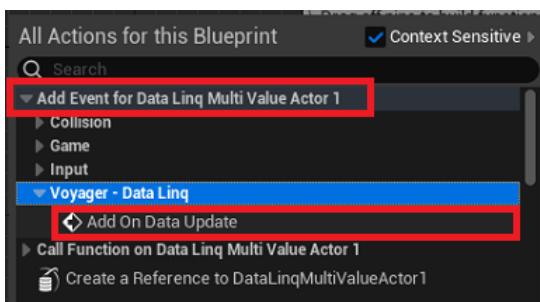 All Actions for this Blueprint
Context Sensitive
Search
Add Event for Data Linq Multi Value Actor 1
Collision
Game
Input
Voyager - Data Linq
Add On Data Update
Call Function on Data Linq Multi Value Actor 1
Create a Reference to DataLinqMultiValueActor1